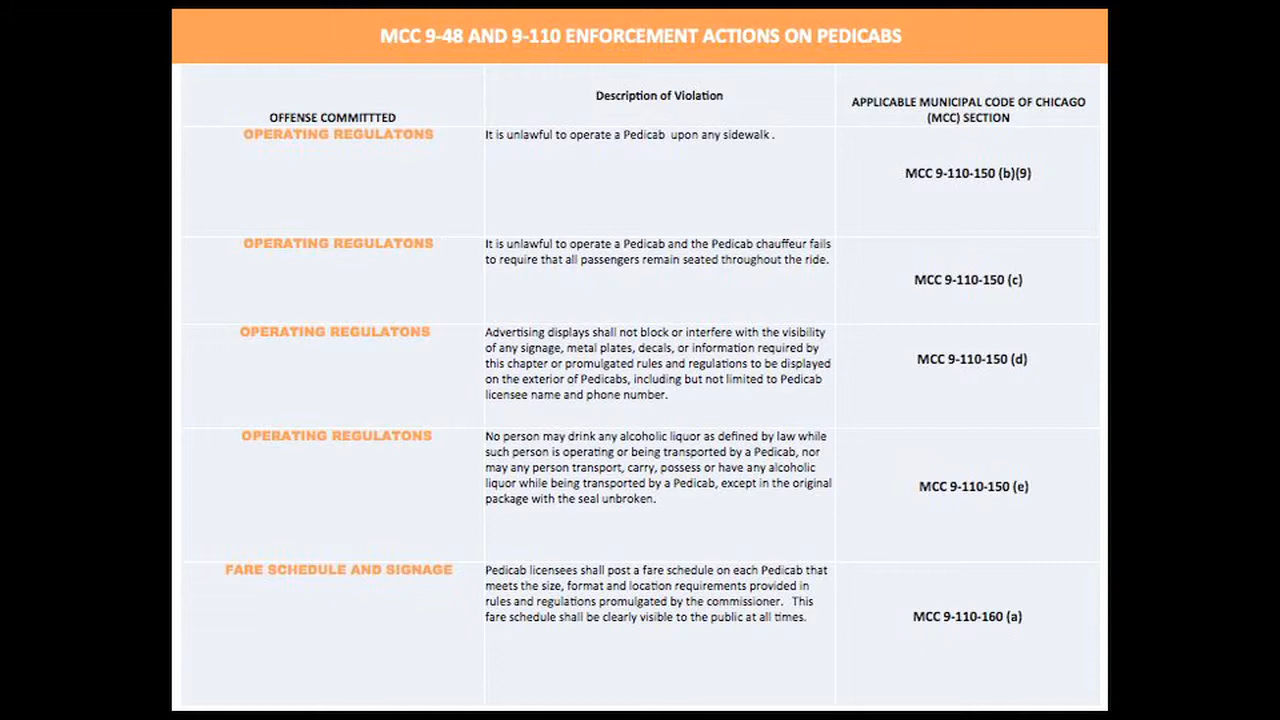 MCC 9-48 AND 9-110 ENFORCEMENT ACTIONS ON PEDICABS
OFFENSE COMMITTTED
Description of Violation
APPLICABLE MUNICIPAL CODE OF CHICAGO
(MCC) SECTION
OPERATING REGULATONS
It is unlawful to operate a Pedicab upon any sidewalk .
MCC 9-110-150 (b)(9)
OPERATING REGULATONS
It is unlawful to operate a Pedicab and the Pedicab chauffeur fails
to require that all passengers remain seated throughout the ride.
MCC 9-110-150 (c)
OPERATING REGULATONS
Advertising displays shall not block or interfere with the visibility
of any signage, metal plates, decals, or information required by
this chapter or promulgated rules and regulations to be displayed
on the exterior of Pedicabs, including but not limited to Pedicab
licensee name and phone number.
MCC 9-110-150 (d)
OPERATING REGULATONS
No person may drink any alcoholic liquor as defined by law while
such person is operating or being transported by a Pedicab, nor
may any person transport, carry, possess or have any alcoholic
liquor while being transported by a Pedicab, except in the original
package with the seal unbroken.
MCC 9-110-150 (e)
FARE SCHEDULE AND SIGNAGE
Pedicab licensees shall post a fare schedule on each Pedicab that
meets the size, format and location requirements provided in
rules and regulations promulgated by the commissioner. This
fare schedule shall be clearly visible to the public at all times.
MCC 9-110-160 (a)